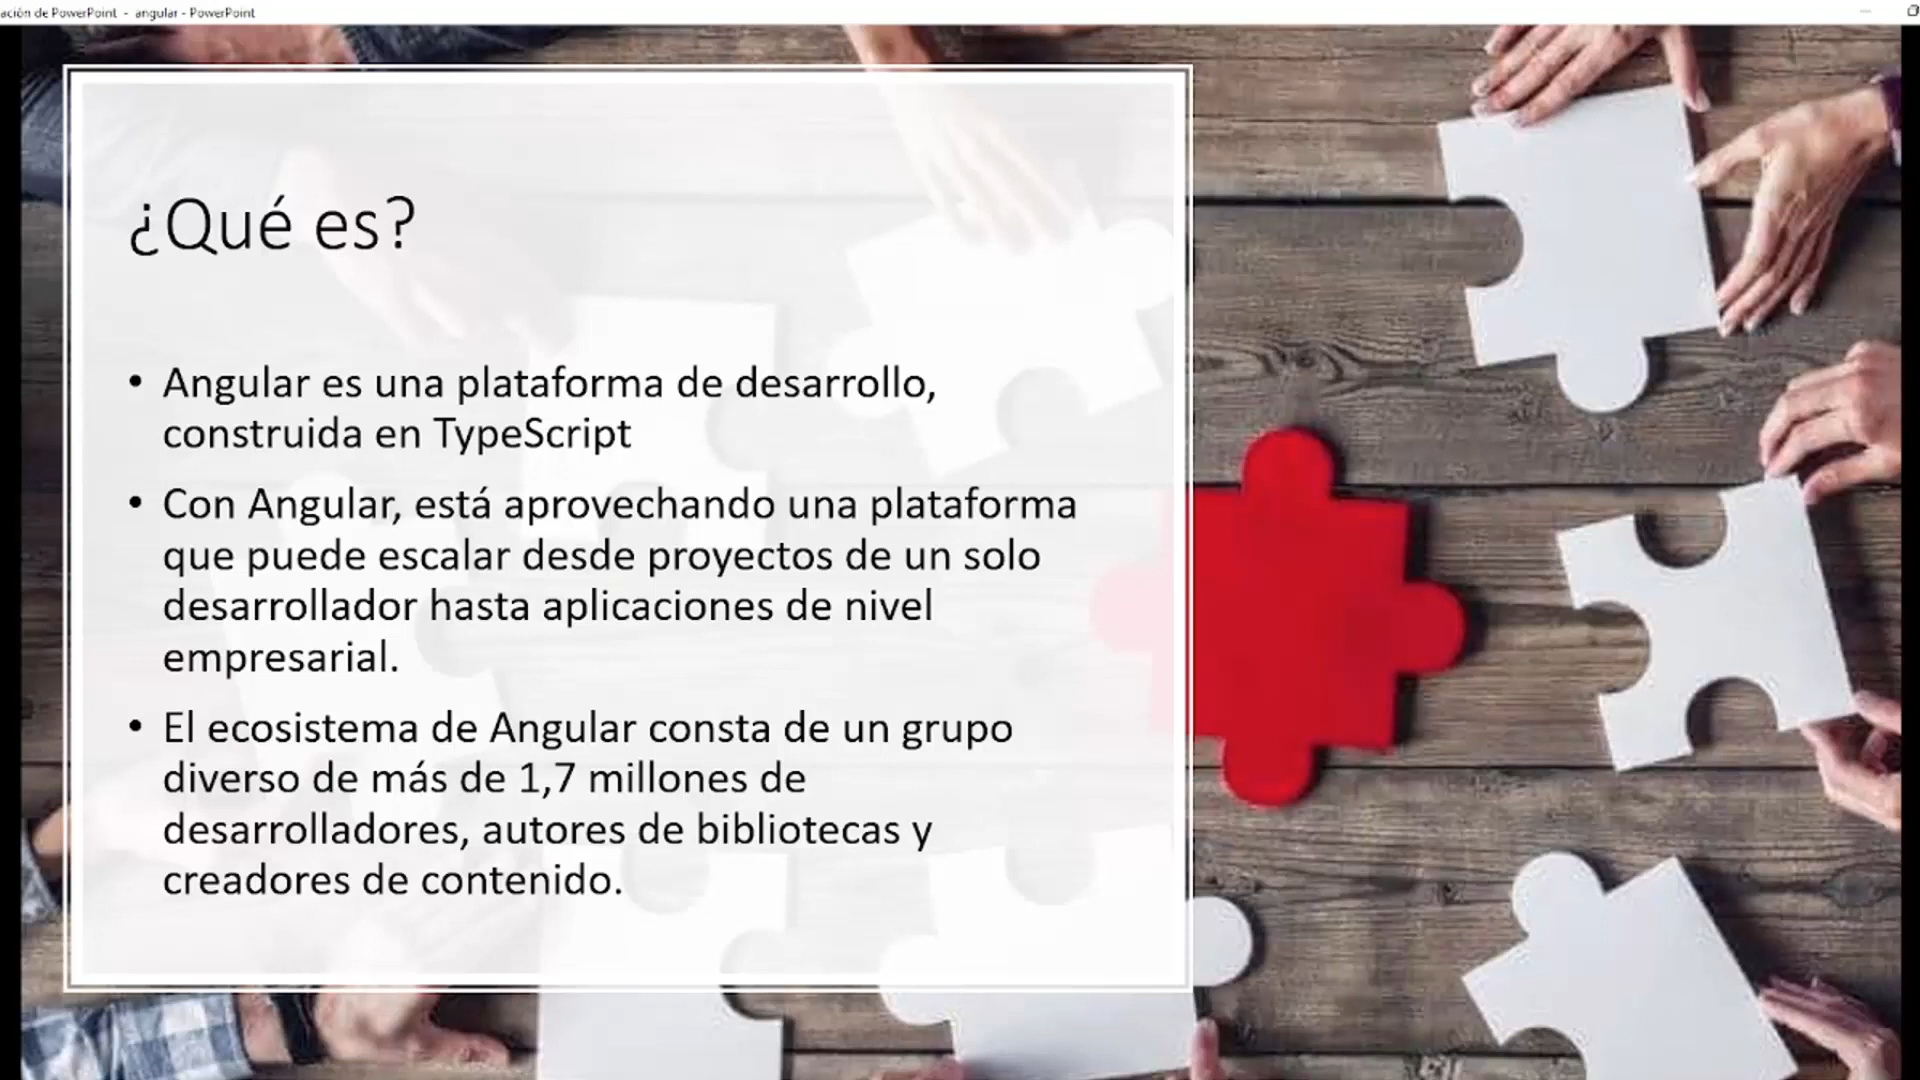 ación de PowerPoint - angular - PowerPoint
¿Qué es?
• Angular es una plataforma de desarrollo,
construida en TypeScript
• Con Angular, está aprovechando una plataforma
que puede escalar desde proyectos de un solo
desarrollador hasta aplicaciones de nivel
empresarial.
• El ecosistema de Angular consta de un grupo
diverso de más de 1,7 millones de
desarrolladores, autores de bibliotecas y
creadores de contenido.